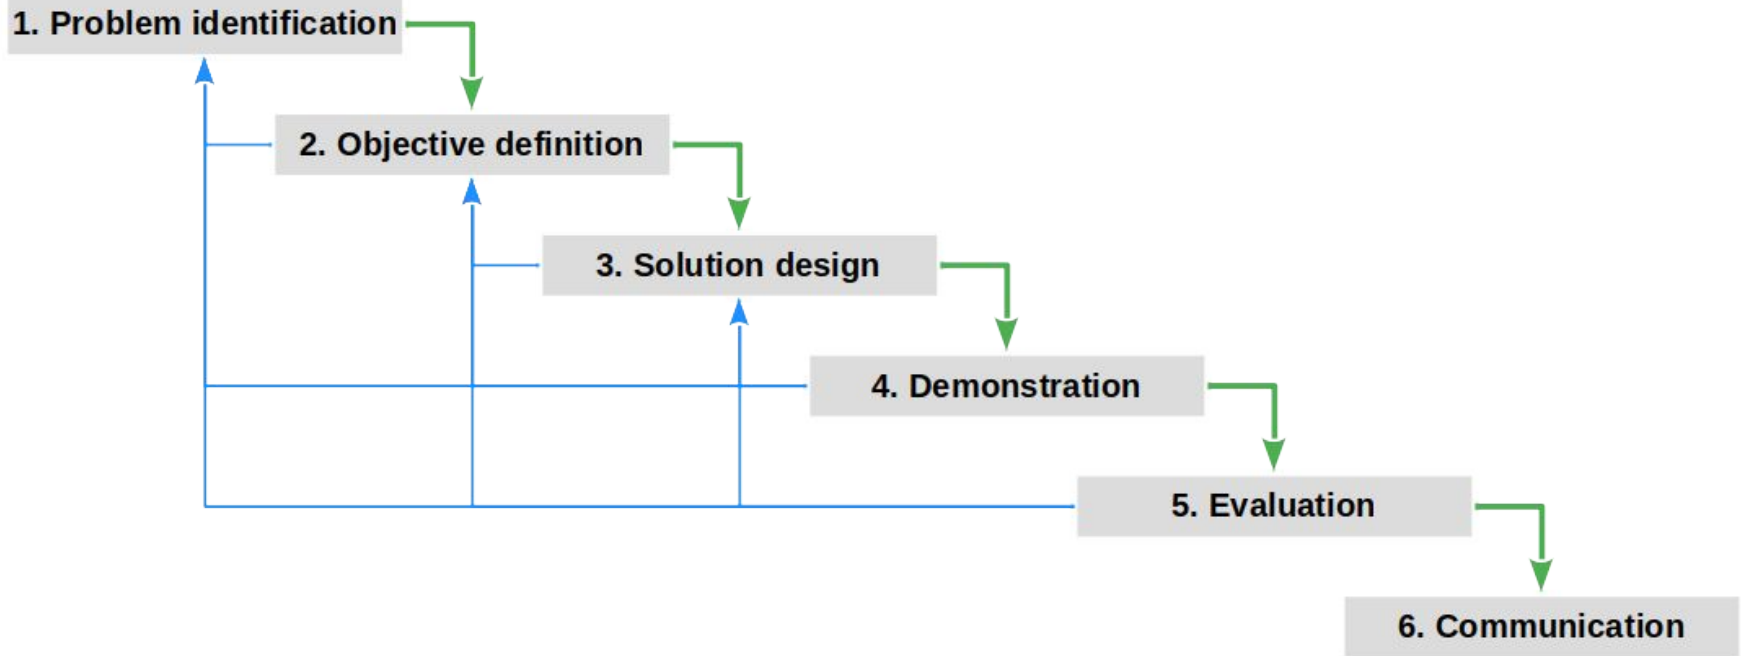 1. Problem identification
2. Objective definition
3. Solution design
4. Demonstration
5. Evaluation
6. Communication